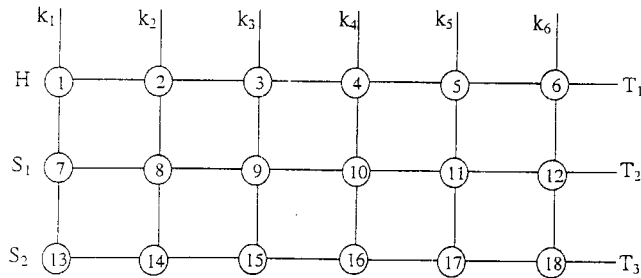 k₁ k₂ k₃ k₄ k₅ k₆
H 1 2 3 4 5 6 T₁
S₁ 7 8 9 10 11 12 T₂
S₂ 13 14 15 16 17 18 T₃